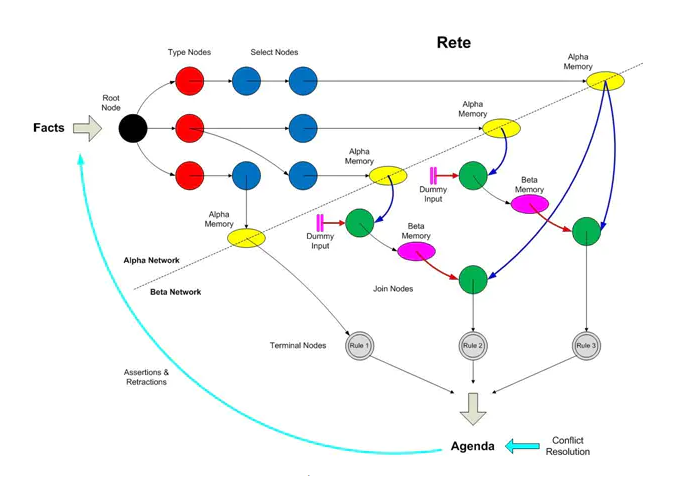 Rete
Type Nodes
Select Nodes
Alpha
Memory
Root
Node
Facts
Alpha
Memory
Alpha
Memory
Dummy
Input
Beta
Memory
Alpha
Memory
Dummy
Input
Beta
Memory
Alpha Network
Beta Network
Join Nodes
Terminal Nodes
Rule 1
Rule 2
Rule 3
Assertions &
Retractions
Agenda
Conflict
Resolution